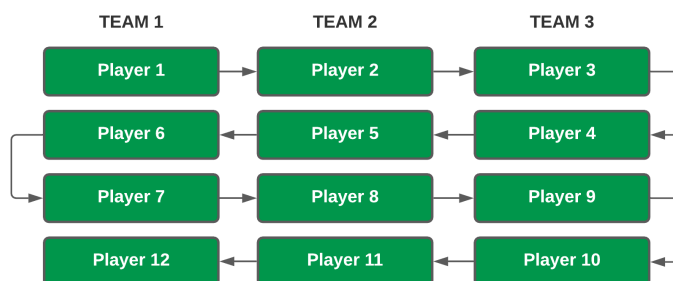 TEAM 1 TEAM 2 TEAM 3
Player 1 Player 2 Player 3
Player 6 Player 5 Player 4
Player 7 Player 8 Player 9
Player 12 Player 11 Player 10